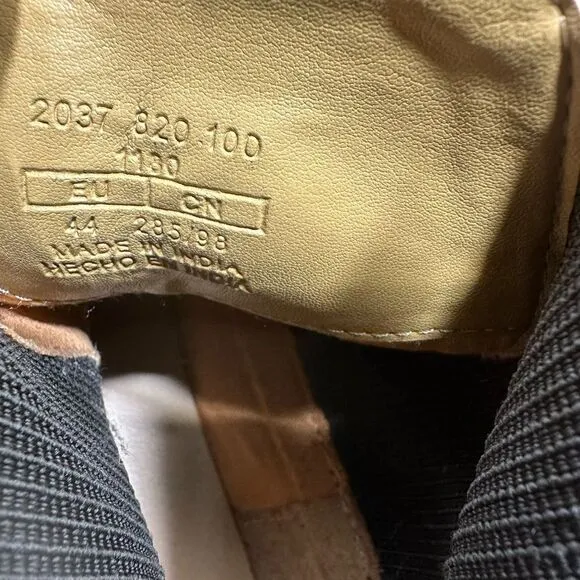 2037 820 100
1130
EU CN
44 285/98
MADE IN INDIA
HECHO EN INDIA